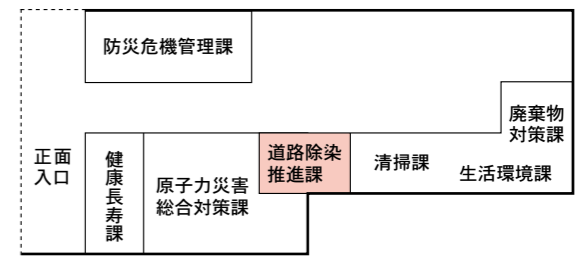 防災危機管理課
正面
入口
健康長寿課
原子力災害
総合対策課
道路除染
推進課
清掃課
廃棄物
対策課
生活環境課